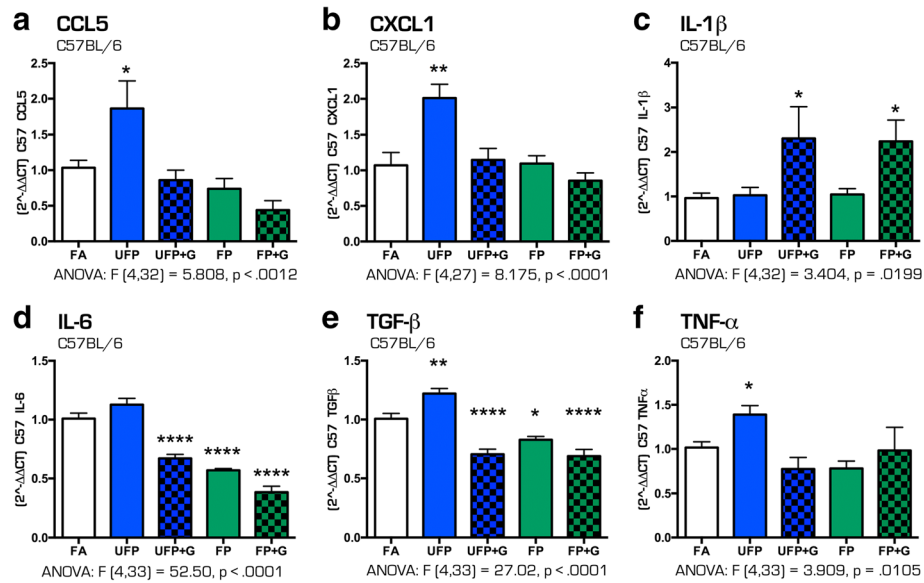 a CCL5
C57BL/6
(2^-ΔΔCT) C57 CCL5
2.5
2.0
1.5
1.0
0.5
0.0
*
FA UFP UFP+G FP FP+G
ANOVA: F (4,32) = 5.808, p <.0012
b CXCL1
C57BL/6
(2^-ΔΔCT) C57 CXCL1
2.5
2.0
1.5
1.0
0.5
0.0
**
FA UFP UFP+G FP FP+G
ANOVA: F (4,27) = 8.175, p <.0001
c IL-1β
C57BL/6
(2^-ΔΔCT) C57 IL-1β
4
3
2
1
0
* *
FA UFP UFP+G FP FP+G
ANOVA: F (4,32) = 3.404, p = .0199
d IL-6
C57BL/6
(2^-ΔΔCT) C57 IL-6
1.5
1.0
0.5
0.0
**** **** ****
FA UFP UFP+G FP FP+G
ANOVA: F (4,33) = 52.50, p <.0001
e TGF-β
C57BL/6
(2^-ΔΔCT) C57 TGFβ
1.5
1.0
0.5
0.0
** **** * ****
FA UFP UFP+G FP FP+G
ANOVA: F (4,33) = 27.02, p <.0001
f TNF-α
C57BL/6
(2^-ΔΔCT) C57 TNFα
2.0
1.5
1.0
0.5
0.0
*
FA UFP UFP+G FP FP+G
ANOVA: F (4,33) = 3.909, p = .0105